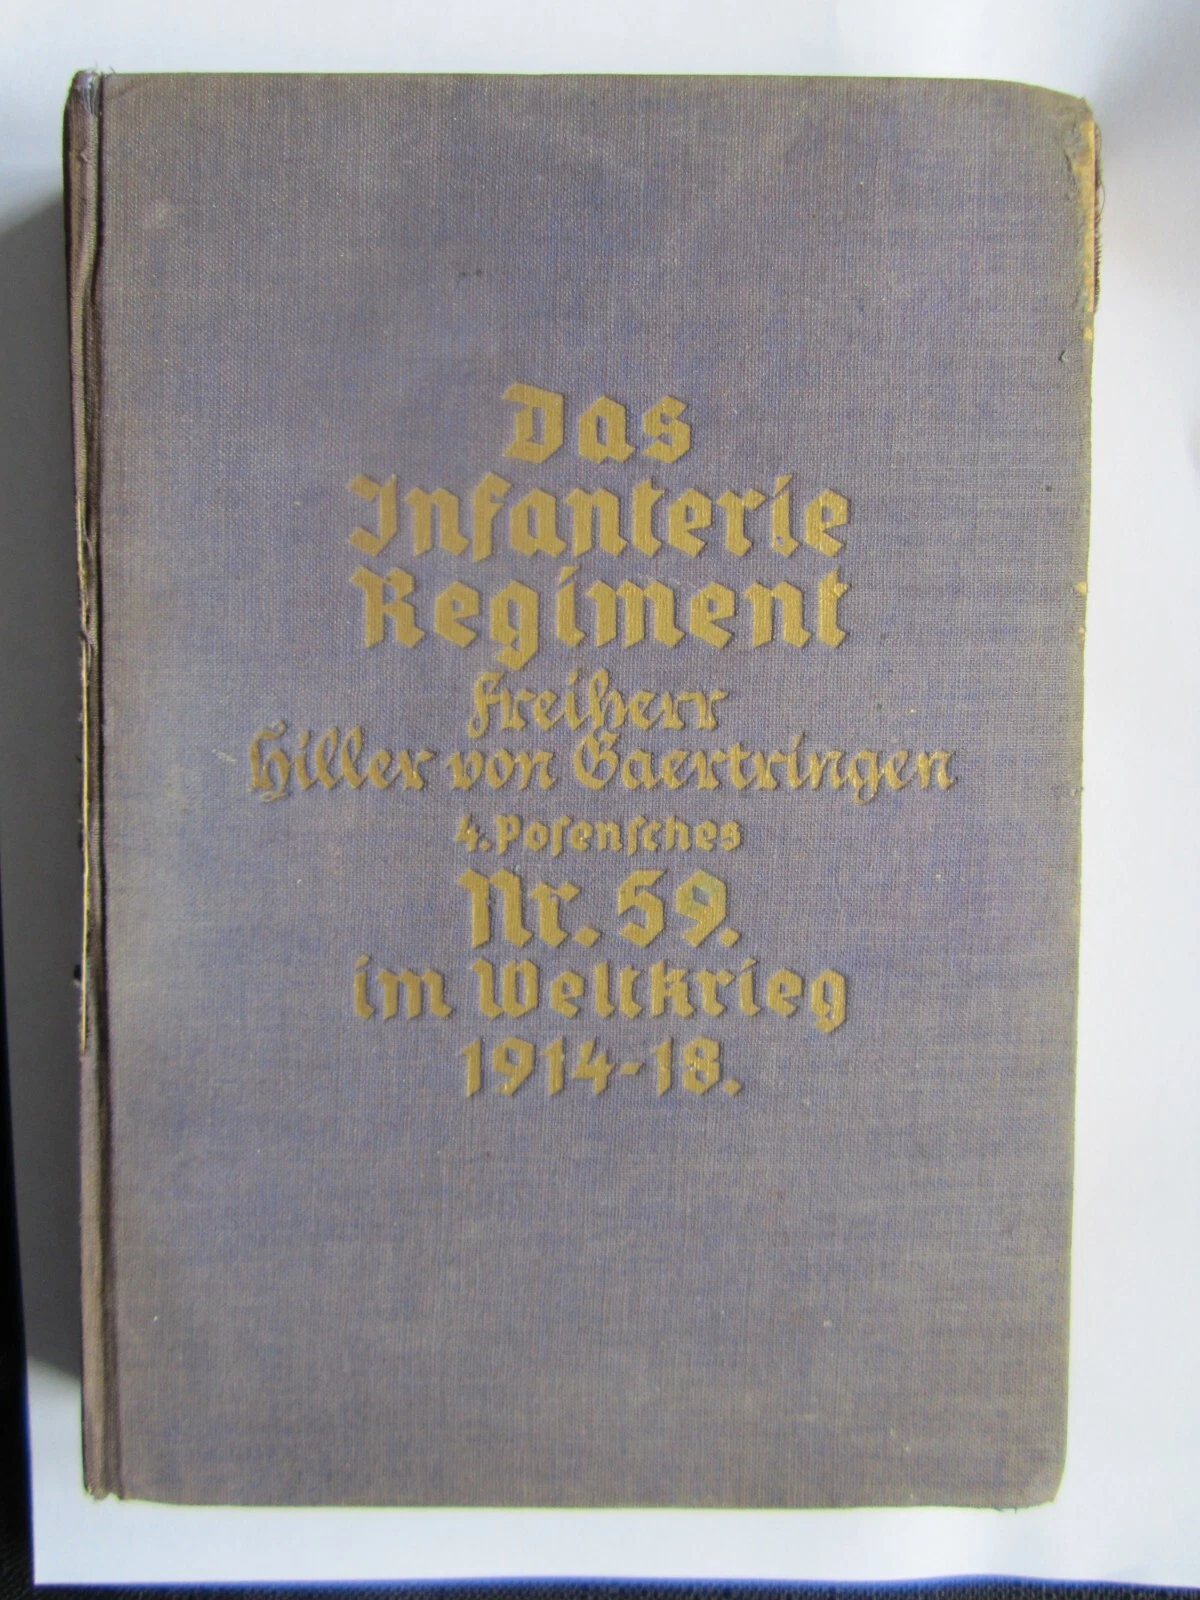 Das
Infanterie
Regiment
Freiherr
Hiller von Gaertringen
4. Poſenſches
Nr. 59.
im Weltkrieg
1914-18.